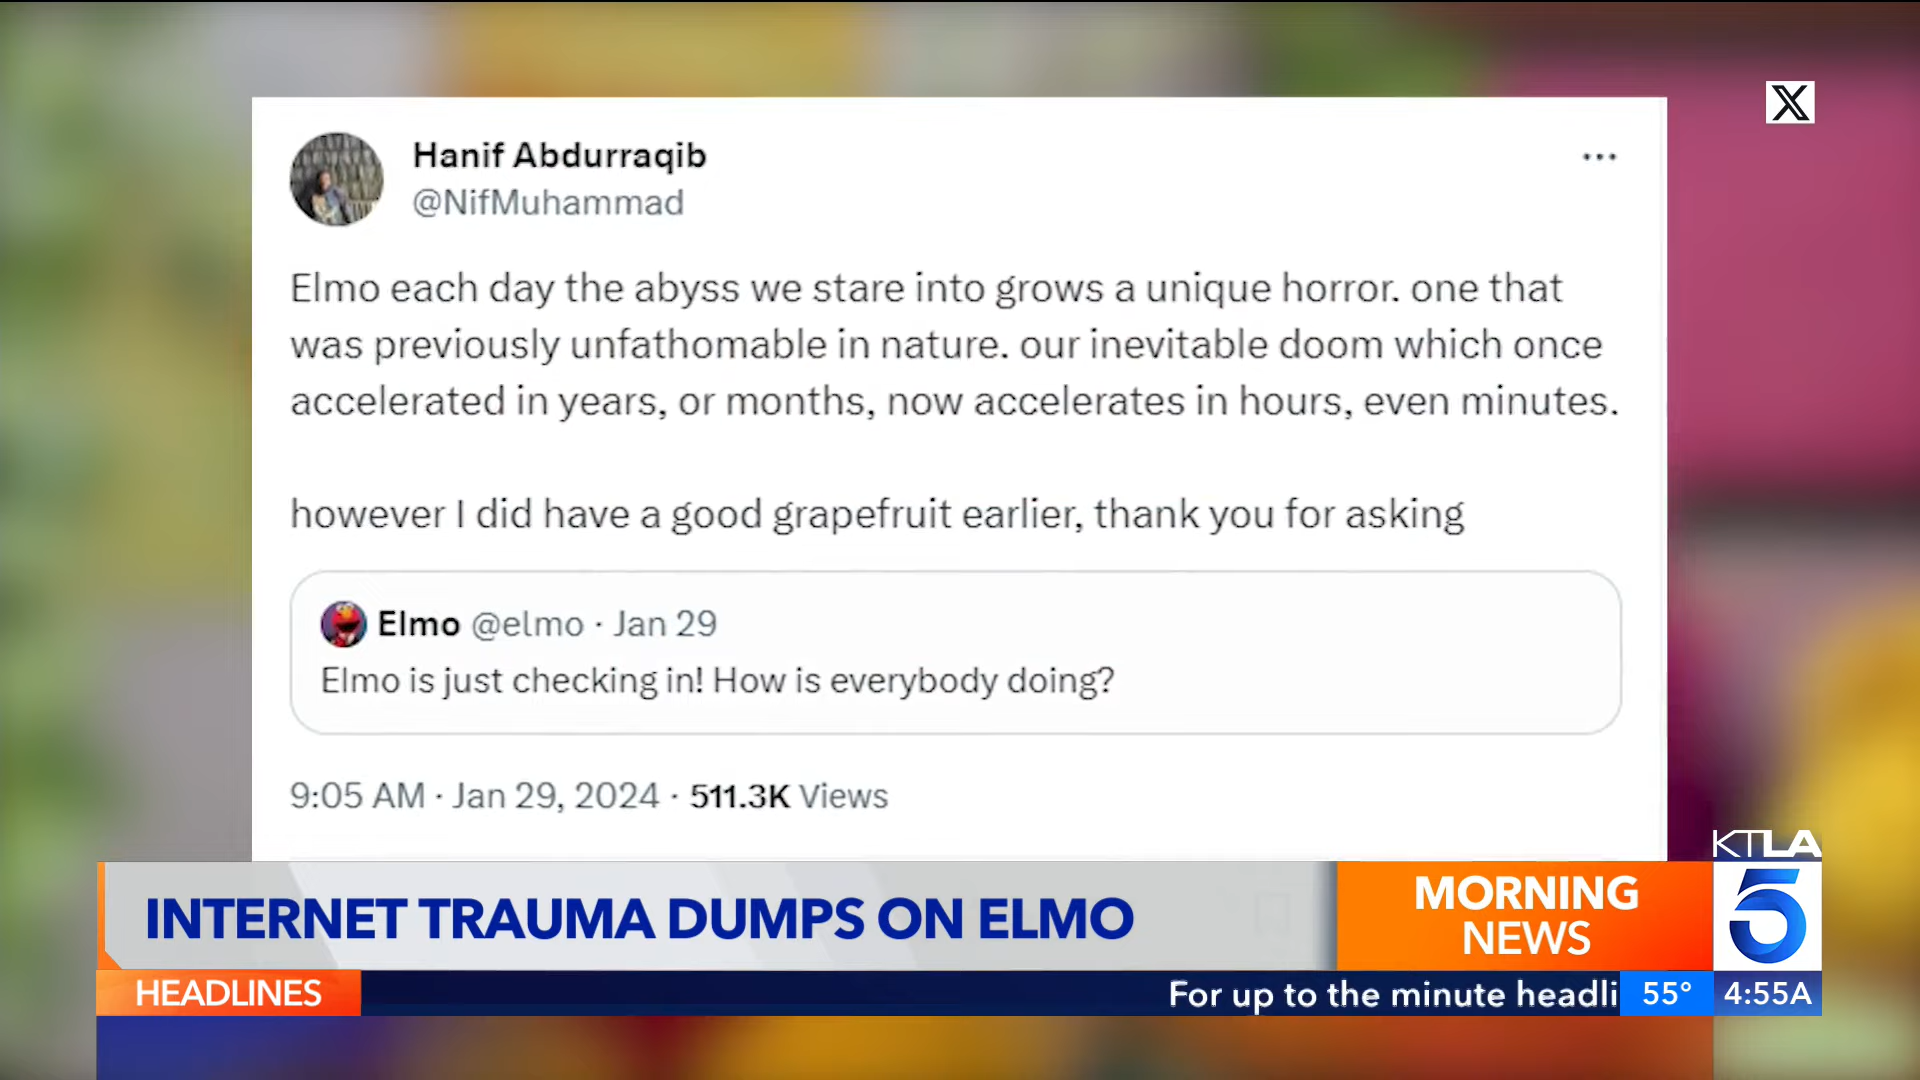 X
Hanif Abdurraqib
@NifMuhammad
...
Elmo each day the abyss we stare into grows a unique horror. one that
was previously unfathomable in nature. our inevitable doom which once
accelerated in years, or months, now accelerates in hours, even minutes.
however I did have a good grapefruit earlier, thank you for asking
Elmo @elmo · Jan 29
Elmo is just checking in! How is everybody doing?
9:05 AM · Jan 29, 2024 · 511.3K Views
KTLA
5
INTERNET TRAUMA DUMPS ON ELMO
MORNING
NEWS
HEADLINES
For up to the minute headli
55°
4:55A